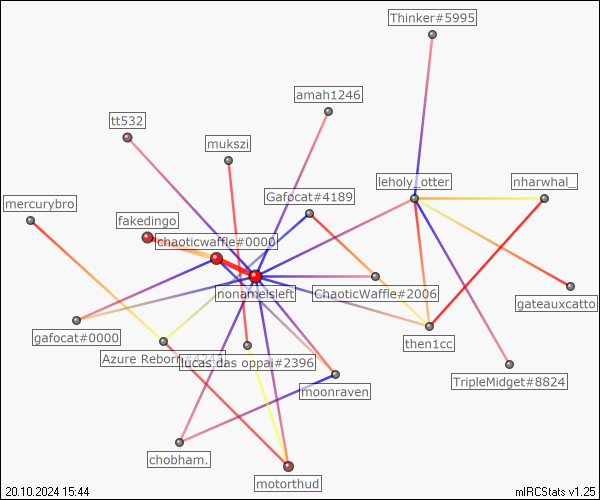 Thinker#5995
amah1246
tt532
mukszi
leholy_otter
nharwhal_
mercurybro
Gafocat#4189
fakedingo
chaoticwaffle#0000
nonameisleft
ChaoticWaffle#2006
gateauxcatto
gafocat#0000
then1cc
Azure Reborn
lucas das oppai#2396
TripleMidget#8824
moonraven
chobham.
motorthud
20.10.2024 15:44
mIRCStats v1.25